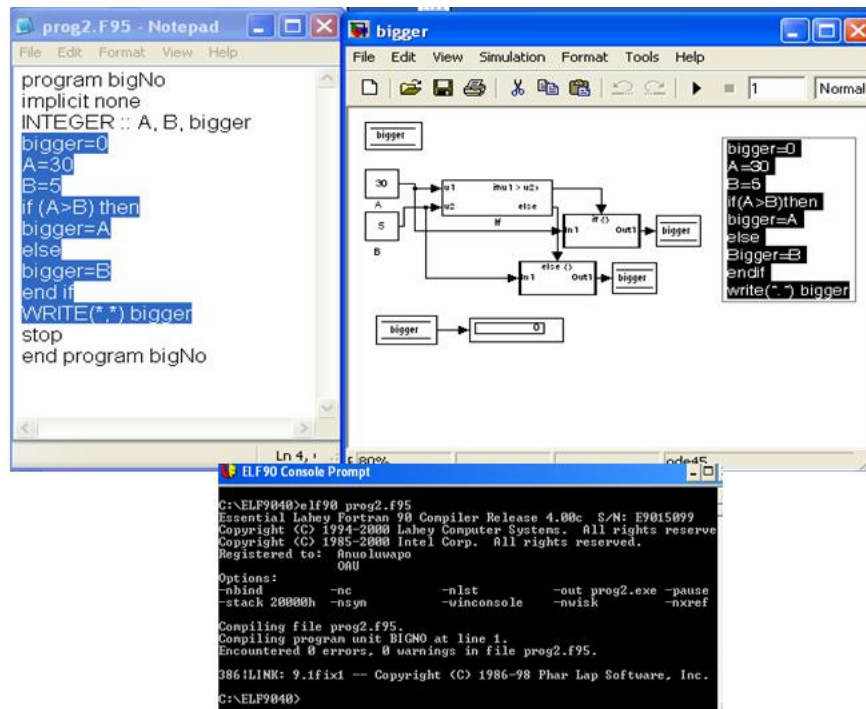 prog2.F95 - Notepad
File Edit Format View Help
program bigNo
implicit none
INTEGER :: A, B, bigger
bigger=0
A=30
B=5
if (A>B) then
bigger=A
else
bigger=B
end if
WRITE(*,*) bigger
stop
end program bigNo
Ln 4,
bigger
File Edit View Simulation Format Tools Help
1 Normal
bigger
30
A
5
B
u1 if(u1 > u2)
u2 else
If
if {}
In1 Out1
bigger
else {}
In1 Out1
bigger
bigger
0
bigger=0
A=30
B=5
if(A>B)then
bigger=A
else
Bigger=B
endif
write(*.*) bigger
80%
ode45
ELF90 Console Prompt
C:\ELF9040>elf90 prog2.f95
Essential Lahey Fortran 90 Compiler Release 4.00c S/N: E9015099
Copyright (C) 1994-2000 Lahey Computer Systems. All rights reserve
Copyright (C) 1985-2000 Intel Corp. All rights reserved.
Registered to: Anuoluwapo
OAU
Options:
-nbind -nc -nlst -out prog2.exe -pause
-stack 20000h -nsyn -winconsole -nwisk -nxref
Compiling file prog2.f95.
Compiling program unit BIGNO at line 1.
Encountered 0 errors, 0 warnings in file prog2.f95.
386|LINK: 9.1fix1 -- Copyright (C) 1986-98 Phar Lap Software, Inc.
C:\ELF9040>